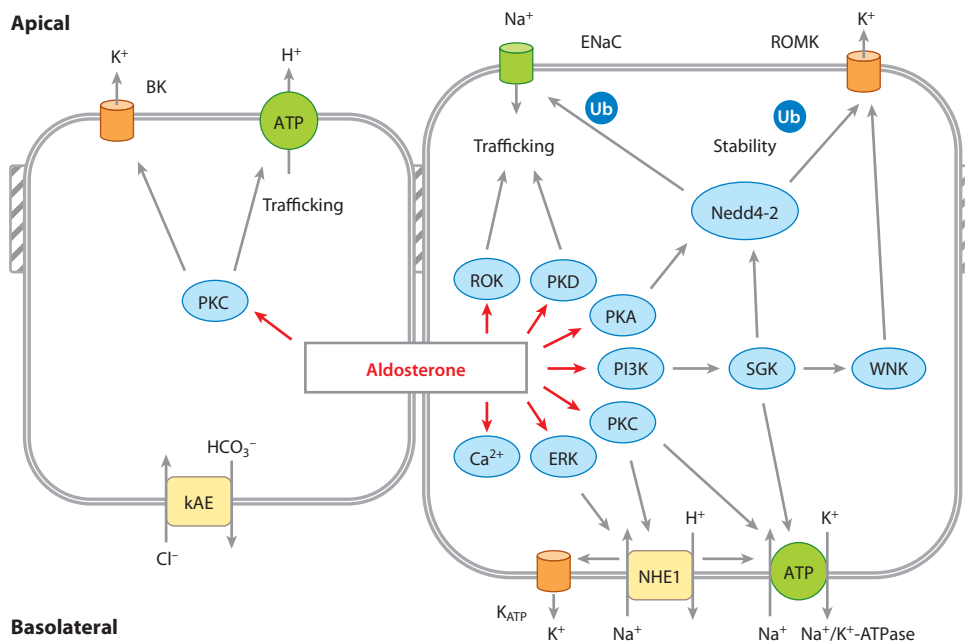 Apical
Na⁺
ENaC
ROMK
K⁺
K⁺
BK
H⁺
ATP
Ub
Ub
Trafficking
Stability
Trafficking
Nedd4-2
PKC
ROK
PKD
PKA
Aldosterone
PI3K
SGK
WNK
PKC
Ca²⁺
ERK
HCO₃⁻
kAE
Cl⁻
H⁺
K⁺
NHE1
ATP
K_ATP
K⁺
Na⁺
Na⁺
Na⁺/K⁺-ATPase
Basolateral